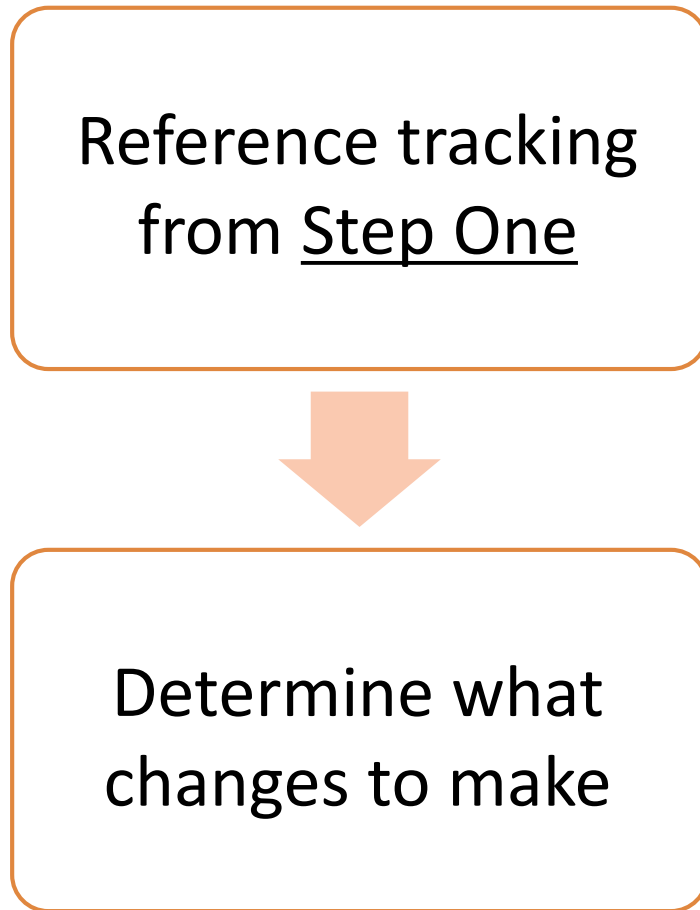 Reference tracking
from Step One
Determine what
changes to make